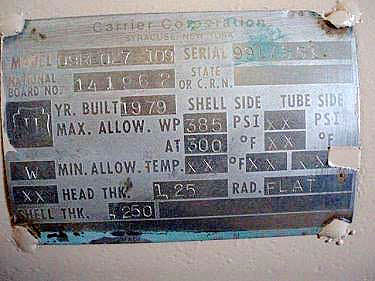 Carrier Corporation
SYRACUSE, NEW YORK
MODEL SERIAL
NATIONAL BOARD NO. 141862 STATE OR C.R.N.
YR. BUILT 1979 SHELL SIDE TUBE SIDE
MAX. ALLOW. WP 385 PSI XX PSI
AT 300 °F XX °F
W MIN. ALLOW. TEMP. XX °F XX XX
XX HEAD THK. 1.25 RAD. FLAT
SHELL THK. .250